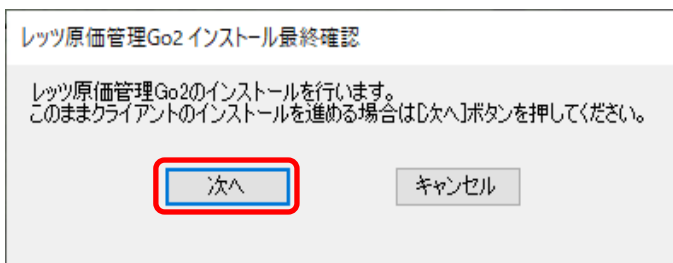 レッツ原価管理Go2 インストール最終確認
レッツ原価管理Go2のインストールを行います。
このままクライアントのインストールを進める場合は[次へ]ボタンを押してください。
次へ
キャンセル